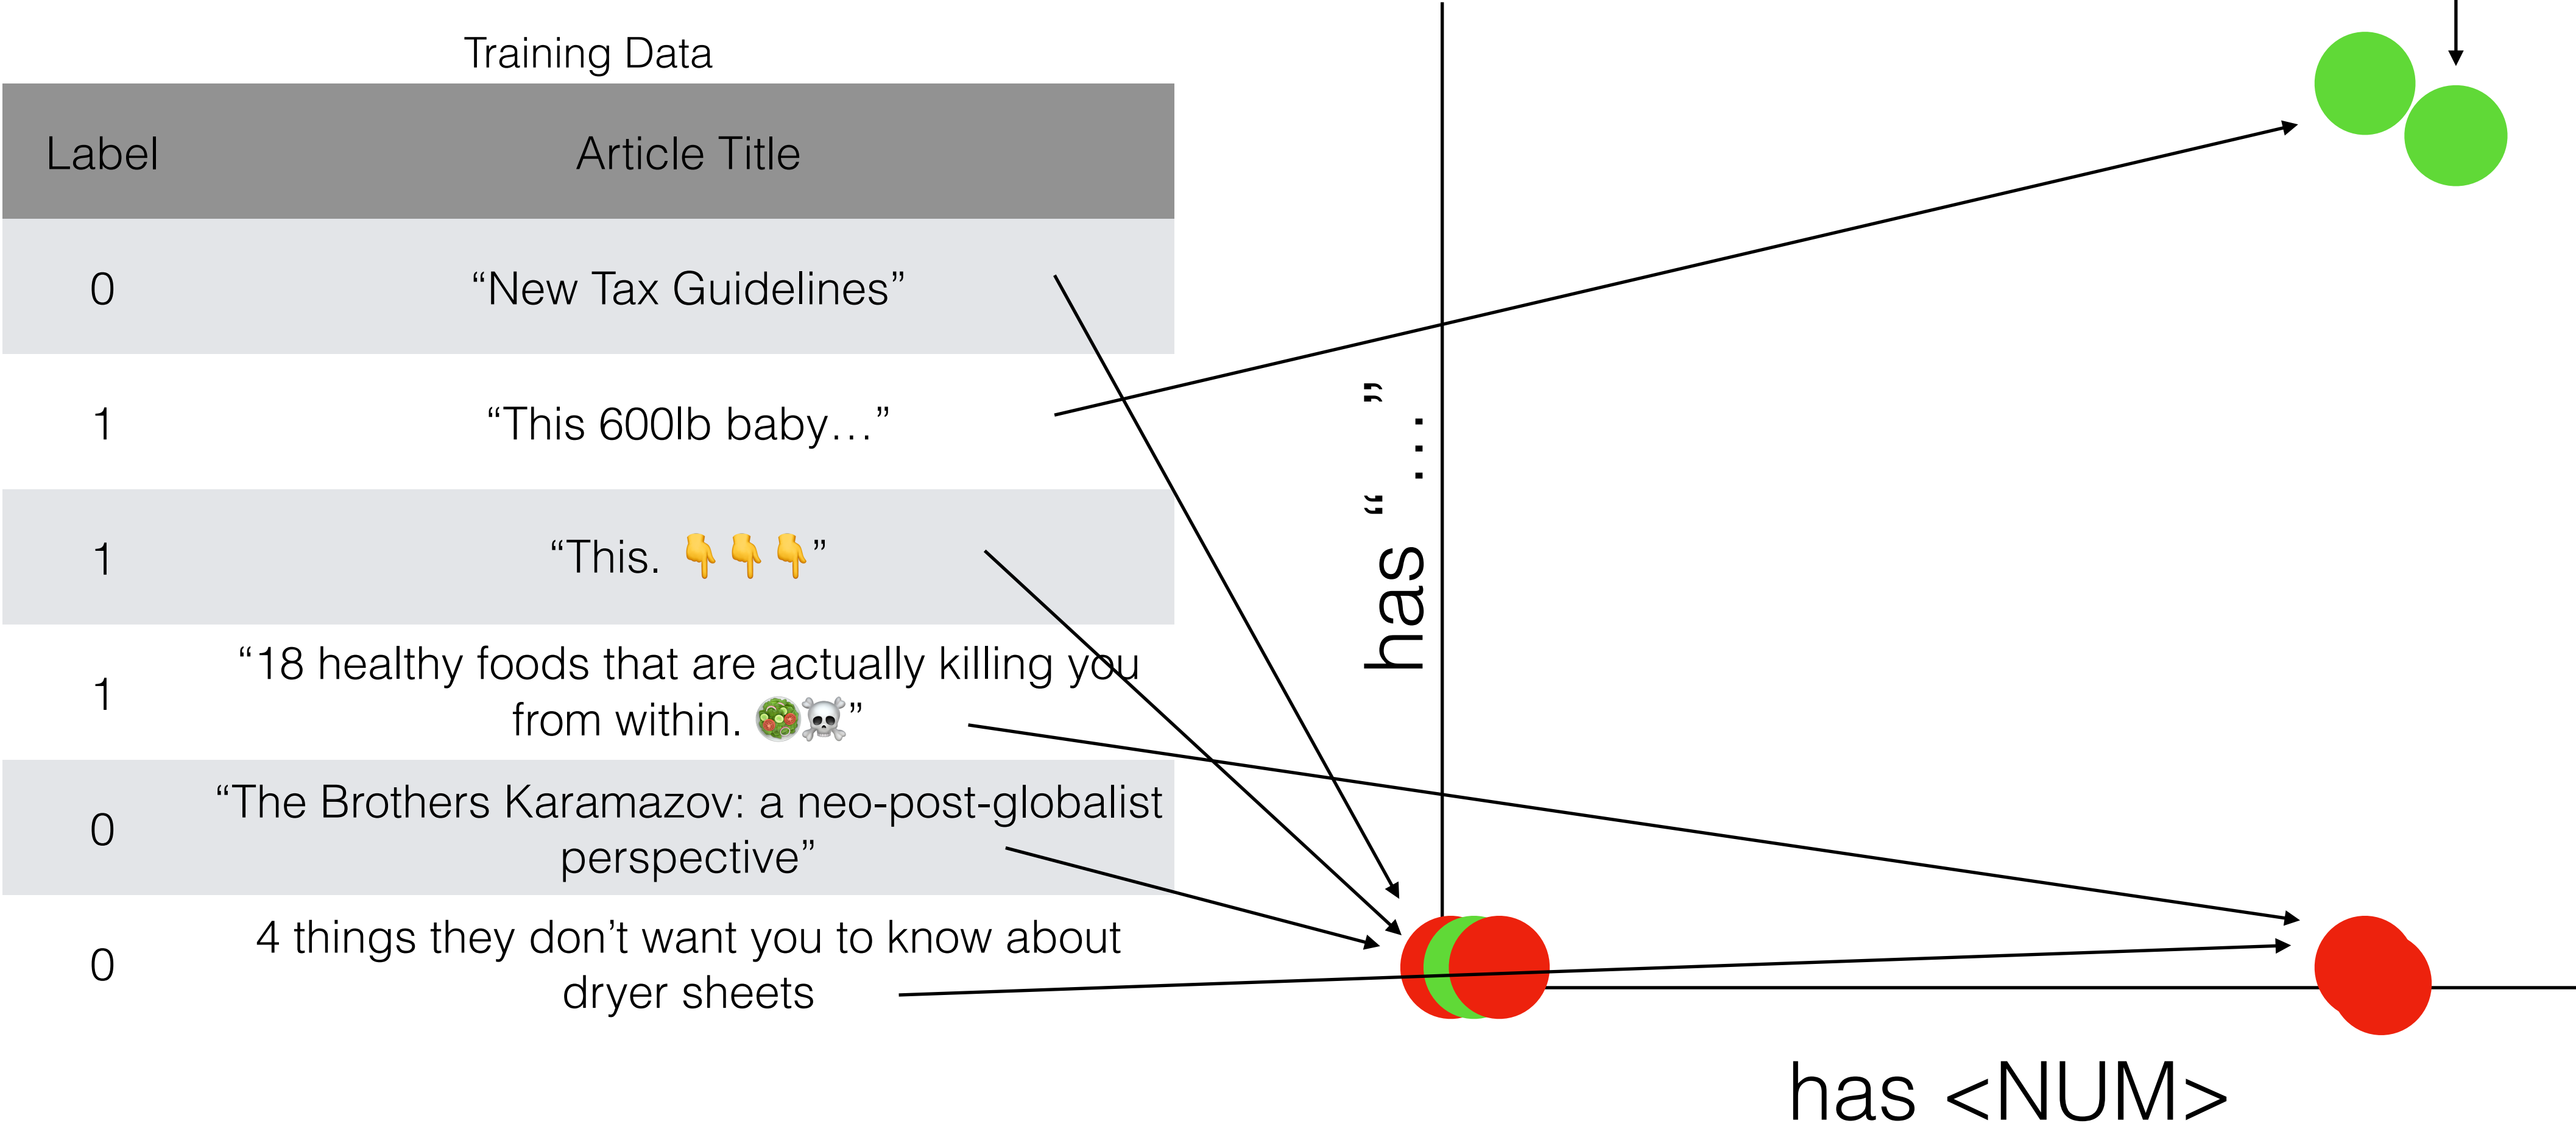 Training Data
Label Article Title
0 “New Tax Guidelines”
1 “This 600lb baby…”
1 “This. 👇👇👇”
1 “18 healthy foods that are actually killing you
from within. 🥗☠️”
0 “The Brothers Karamazov: a neo-post-globalist
perspective”
0 4 things they don’t want you to know about
dryer sheets
has “ … ”
has <NUM>